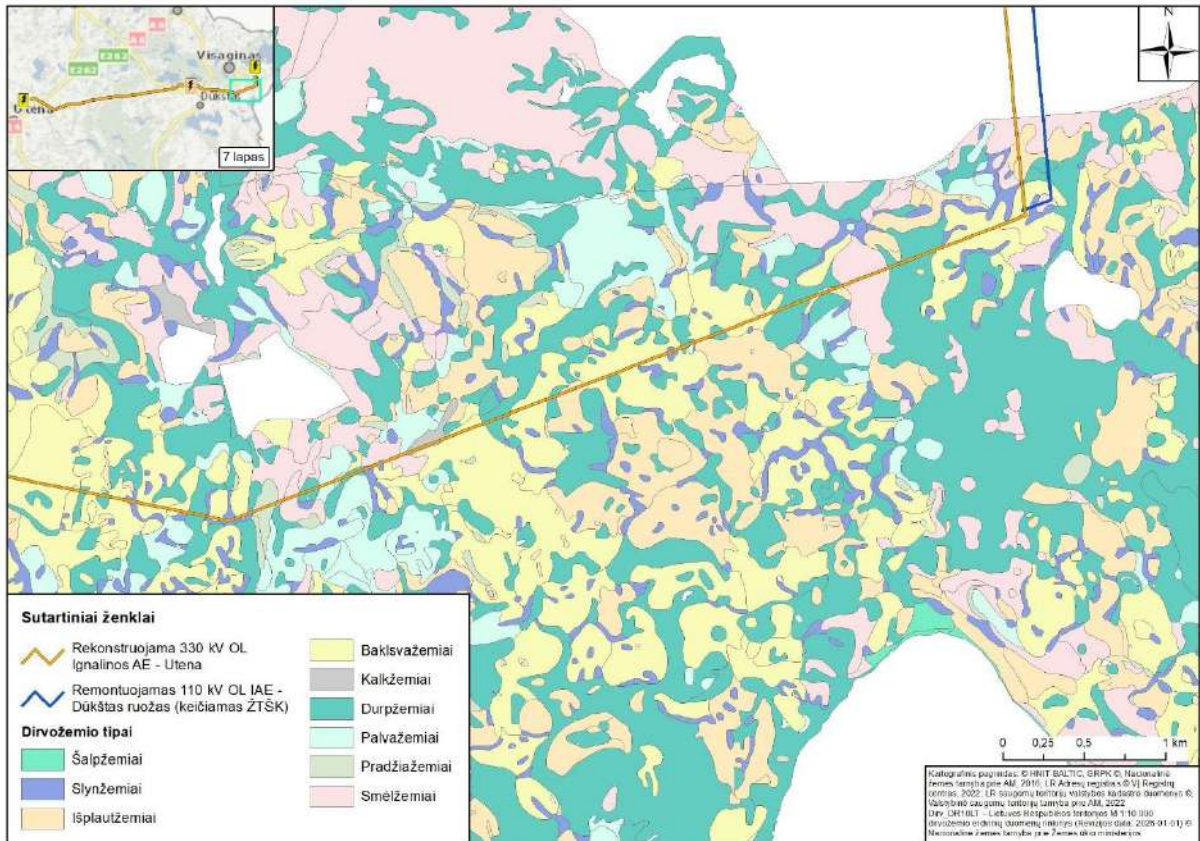 Visaginas
E262
Dūkštas
Utena
7 lapas
N
Sutartiniai ženklai
Rekonstruojama 330 kV OL
Ignalinos AE - Utena
Remontuojamas 110 kV OL IAE -
Dūkštas ruožas (keičiamas ŽTŠK)
Dirvožemio tipai
Šalpžemiai
Slynžemiai
Išplautžemiai
Baklsvažemiai
Kalkžemiai
Durpžemiai
Palvažemiai
Pradžiažemiai
Smėlžemiai
0 0,25 0,5 1 km
Kartografinis pagrindas: © HNIT BALTIC, GRPK ©, Nacionalinė
žemės tarnyba prie AM, 2016; LR Adresų registras © VĮ Registrų
centras, 2022; LR saugomų teritorijų valstybės kadastro duomenys ©,
Valstybinė saugomų teritorijų tarnyba prie AM, 2022
Dirv_DR10LT – Lietuvos Respublikos teritorijos M 1:10 000
dirvožemio erdvinių duomenų rinkinys ©
Nacionalinė žemės tarnyba prie Žemės ūkio ministerijos